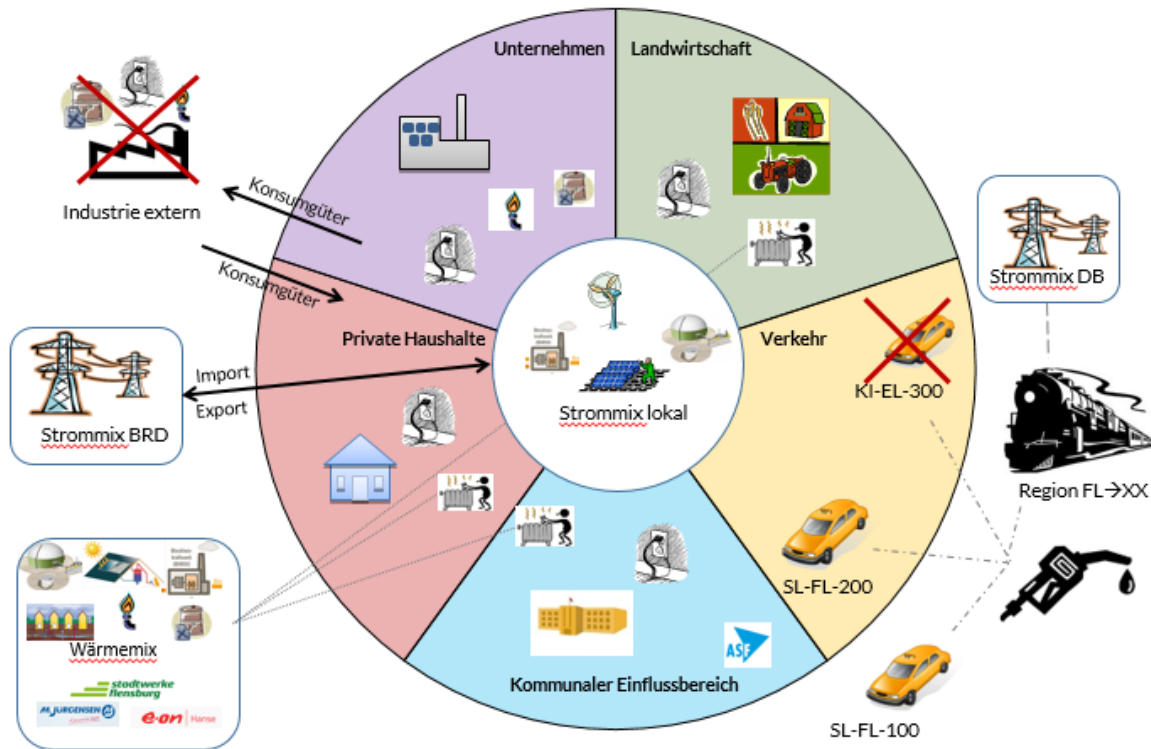 Unternehmen
Landwirtschaft
Industrie extern
Konsumgüter
Konsumgüter
Strommix DB
Private Haushalte
Verkehr
KI-EL-300
Import
Export
Strommix BRD
Strommix lokal
Region FL→XX
SL-FL-200
Wärmemix
stadtwerke
flensburg
M.JÜRGENSEN
e·on Hanse
ASF
Kommunaler Einflussbereich
SL-FL-100
G